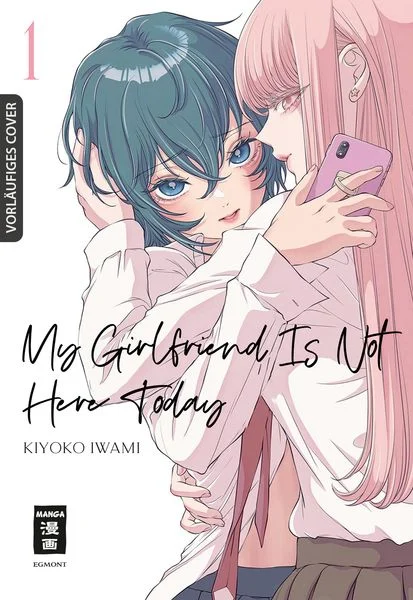 1
VORLÄUFIGES COVER
My Girlfriend Is Not
Here Today
KIYOKO IWAMI
MANGA
漫画
EGMONT